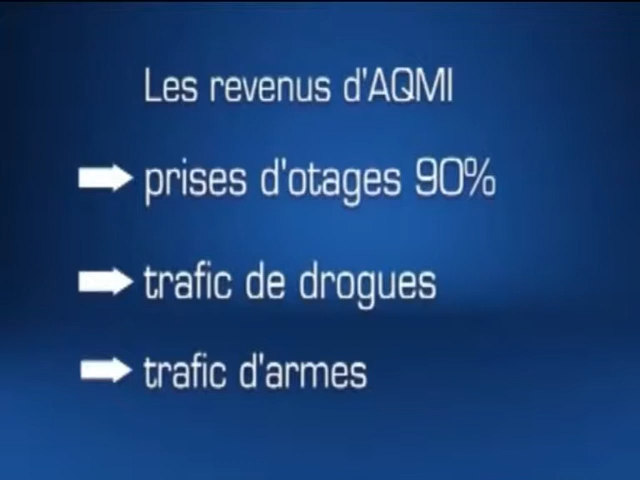 Les revenus d'AQMI
prises d'otages 90%
trafic de drogues
trafic d'armes